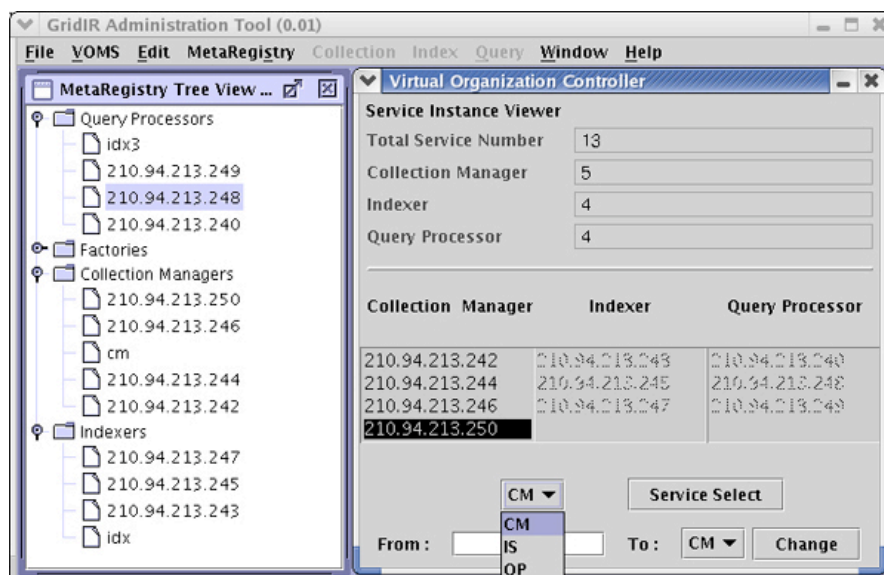 GridIR Administration Tool (0.01)
File VOMS Edit MetaRegistry Collection Index Query Window Help
MetaRegistry Tree View ...
Query Processors
idx3
210.94.213.249
210.94.213.248
210.94.213.240
Factories
Collection Managers
210.94.213.250
210.94.213.246
cm
210.94.213.244
210.94.213.242
Indexers
210.94.213.247
210.94.213.245
210.94.213.243
idx
Virtual Organization Controller
Service Instance Viewer
Total Service Number 13
Collection Manager 5
Indexer 4
Query Processor 4
Collection Manager Indexer Query Processor
210.94.213.242 210.94.213.243 210.94.213.240
210.94.213.244 210.94.213.245 210.94.213.248
210.94.213.246 210.94.213.247 210.94.213.249
210.94.213.250
CM Service Select
CM
IS
QP
From : To : CM Change